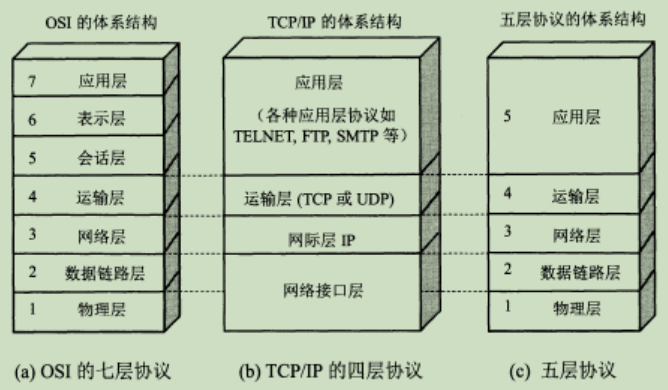 OSI 的体系结构
TCP/IP 的体系结构
五层协议的体系结构
7 应用层
6 表示层
5 会话层
4 运输层
3 网络层
2 数据链路层
1 物理层
应用层
(各种应用层协议如
TELNET, FTP, SMTP 等)
运输层 (TCP 或 UDP)
网际层 IP
网络接口层
5 应用层
4 运输层
3 网络层
2 数据链路层
1 物理层
(a) OSI 的七层协议
(b) TCP/IP 的四层协议
(c) 五层协议